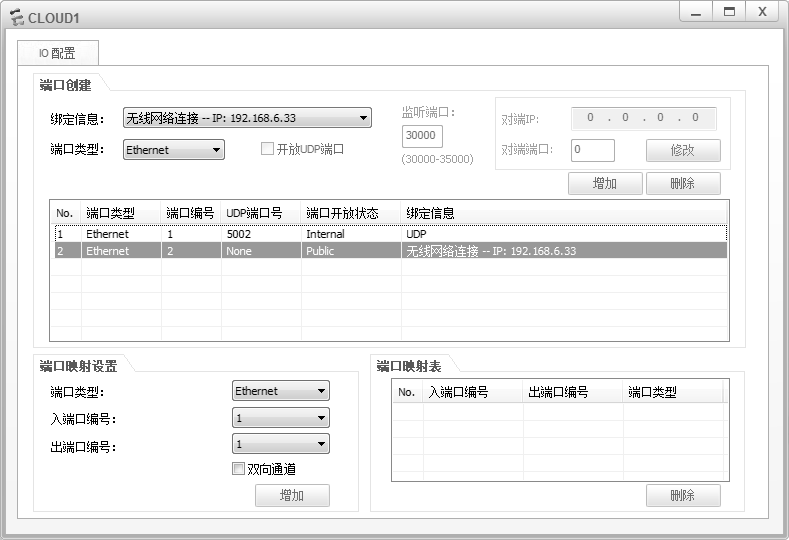 CLOUD1
IO 配置
端口创建
绑定信息： 无线网络连接 -- IP: 192.168.6.33
端口类型： Ethernet 开放UDP端口
监听端口：
30000
(30000-35000)
对端IP: 0 . 0 . 0 . 0
对端端口: 0 修改
增加 删除
No. 端口类型 端口编号 UDP端口号 端口开放状态 绑定信息
1 Ethernet 1 5002 Internal UDP
2 Ethernet 2 None Public 无线网络连接 -- IP: 192.168.6.33
端口映射设置
端口类型： Ethernet
入端口编号： 1
出端口编号： 1
双向通道
增加
端口映射表
No. 入端口编号 出端口编号 端口类型
删除